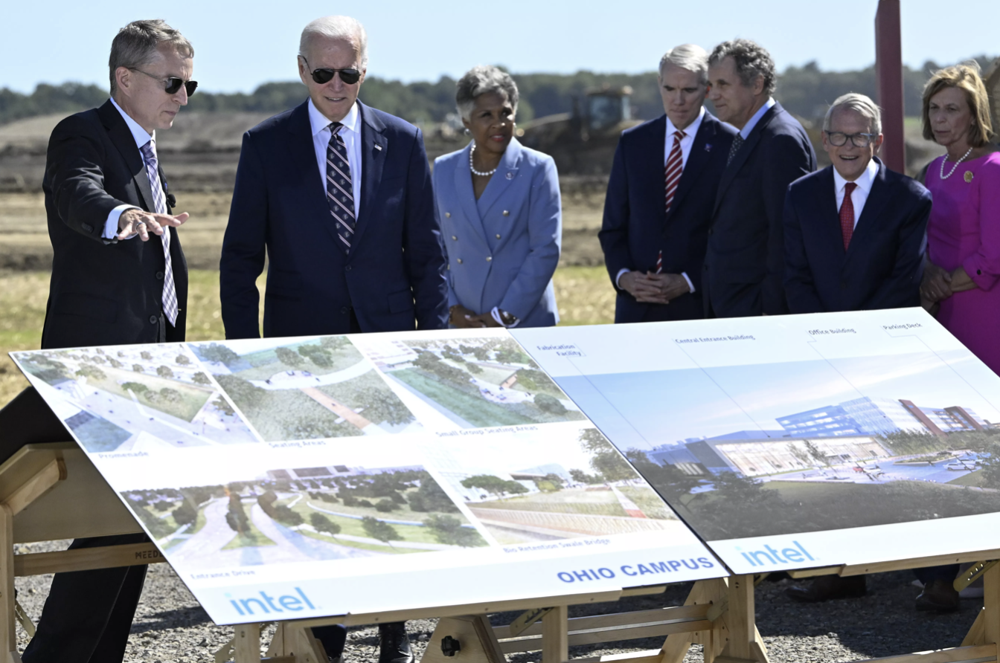 Promenade
Seating Areas
Small Group Seating Areas
Entrance Drive
Bio Retention Swale Bridge
intel
OHIO CAMPUS
Fabrication
Facility
Central Entrance Building
Office Building
Parking Deck
intel